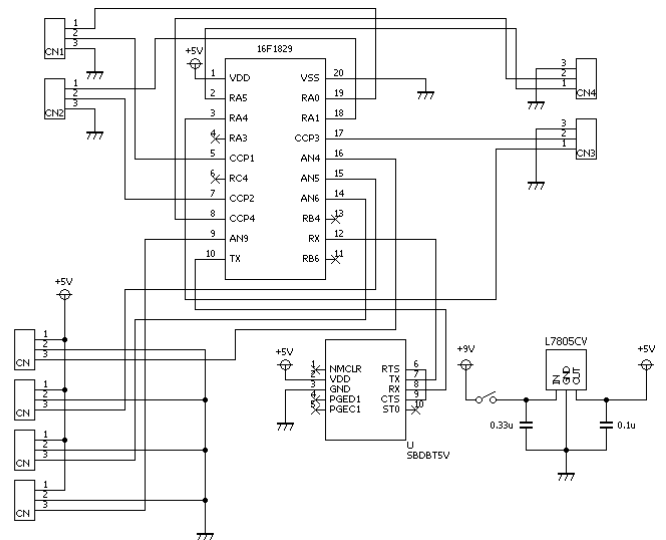 CN1
1
2
3
CN2
1
2
3
+5V
16F1829
1 VDD VSS 20
2 RA5 RA0 19
3 RA4 RA1 18
4 RA3 CCP3 17
5 CCP1 AN4 16
6 RC4 AN5 15
7 CCP2 AN6 14
8 CCP4 RB4 13
9 AN9 RX 12
10 TX RB6 11
3
2
1
CN4
3
2
1
CN3
+5V
CN
1
2
3
CN
1
2
3
CN
1
2
3
CN
1
2
3
+5V
1 NMCLR RTS 6
2 VDD TX 7
3 GND RX 8
4 PGED1 CTS 9
5 PGEC1 ST0 10
U
SBDBT5V
+9V
L7805CV
IN
GND
OUT
+5V
0.33u
0.1u